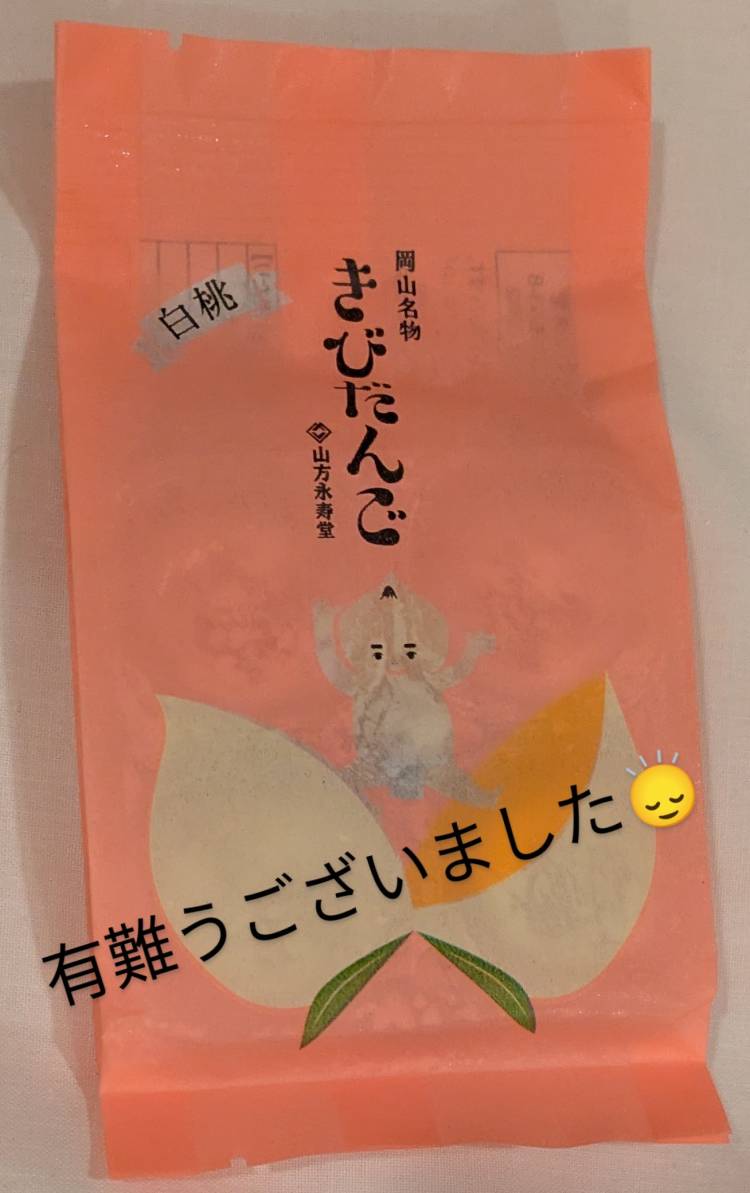 岡山名物
きびだんご
山方永寿堂
白桃
有難うございました😔